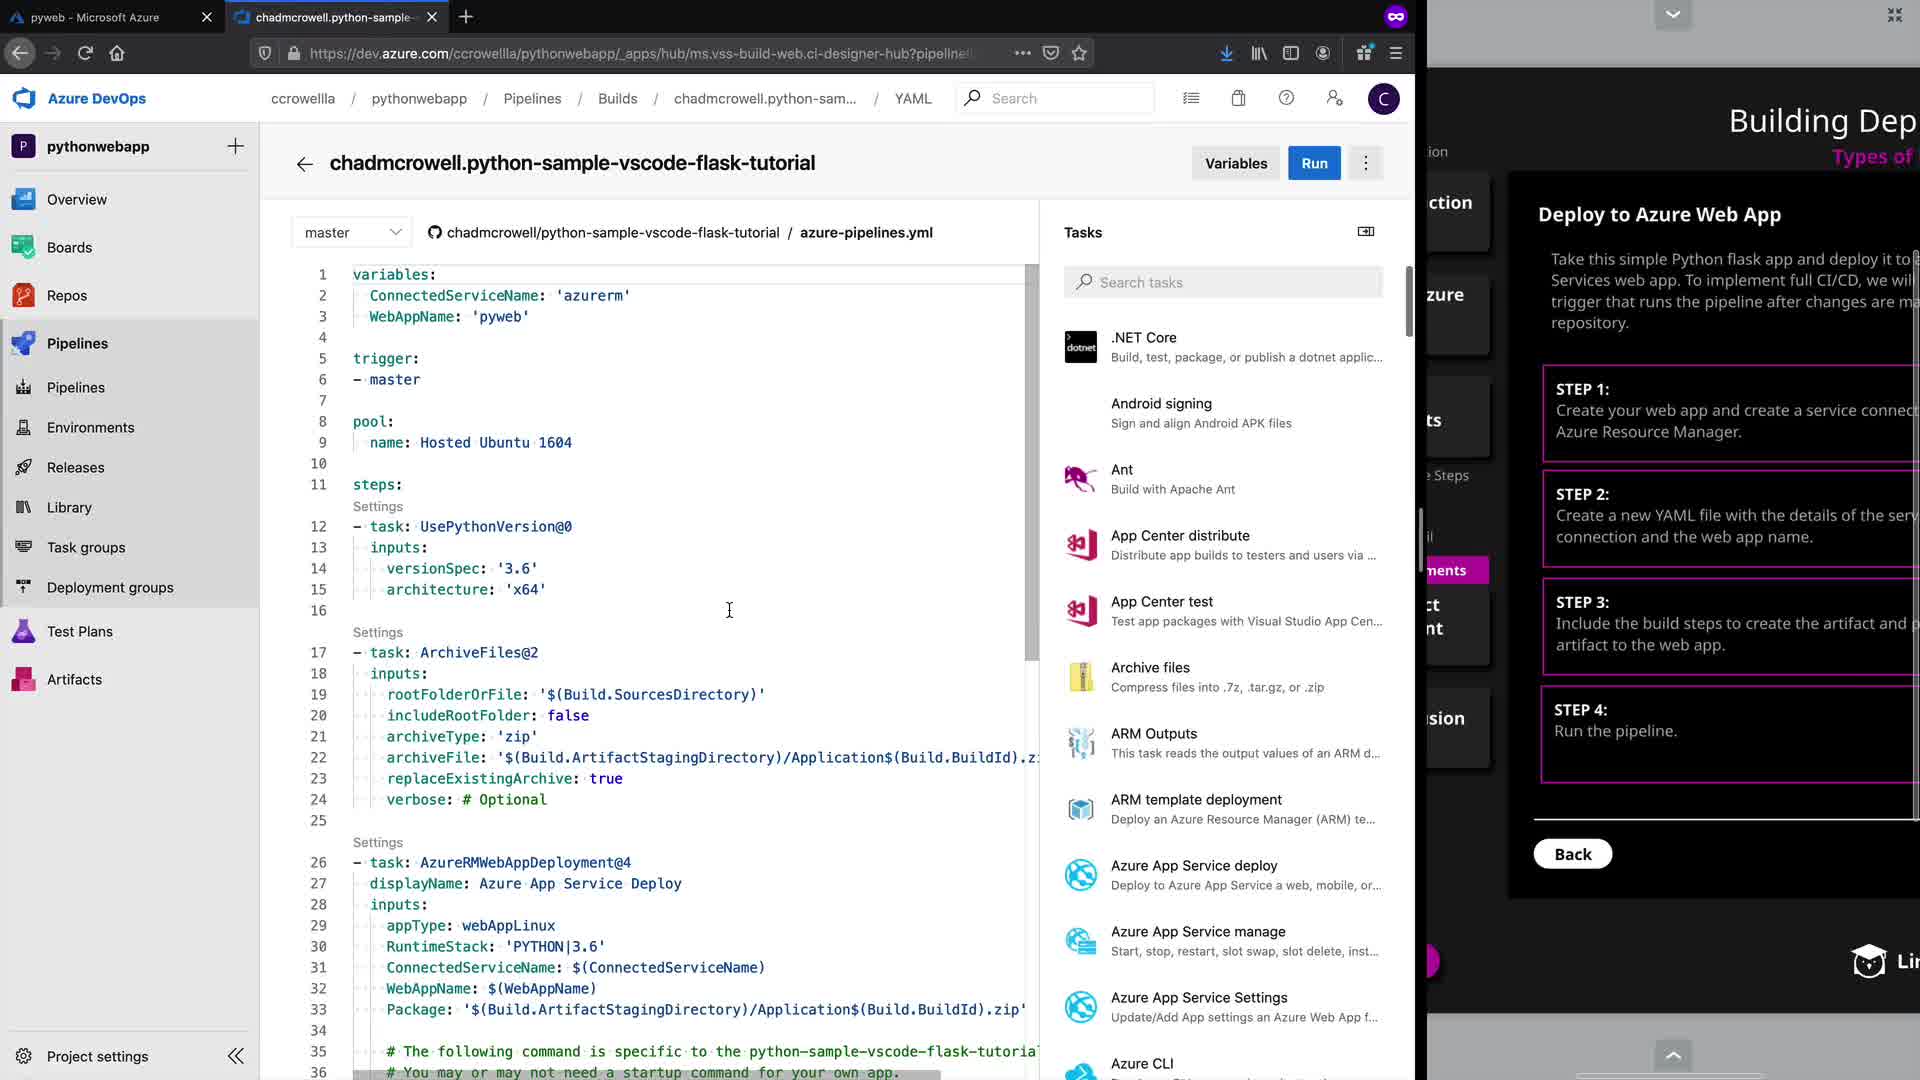 pyweb - Microsoft Azure
chadmcrowell.python-sample-
https://dev.azure.com/ccrowellla/pythonwebapp/_apps/hub/ms.vss-build-web.ci-designer-hub?pipelineI
Azure DevOps
ccrowellla / pythonwebapp / Pipelines / Builds / chadmcrowell.python-sam... / YAML
Search
C
P pythonwebapp
Overview
Boards
Repos
Pipelines
Pipelines
Environments
Releases
Library
Task groups
Deployment groups
Test Plans
Artifacts
Project settings
chadmcrowell.python-sample-vscode-flask-tutorial
Variables
Run
master
chadmcrowell/python-sample-vscode-flask-tutorial / azure-pipelines.yml
1 variables:
2 ConnectedServiceName: 'azurerm'
3 WebAppName: 'pyweb'
4
5 trigger:
6 - master
7
8 pool:
9 name: Hosted Ubuntu 1604
10
11 steps:
Settings
12 - task: UsePythonVersion@0
13 inputs:
14 versionSpec: '3.6'
15 architecture: 'x64'
16
Settings
17 - task: ArchiveFiles@2
18 inputs:
19 rootFolderOrFile: '$(Build.SourcesDirectory)'
20 includeRootFolder: false
21 archiveType: 'zip'
22 archiveFile: '$(Build.ArtifactStagingDirectory)/Application$(Build.BuildId).zi
23 replaceExistingArchive: true
24 verbose: # Optional
25
Settings
26 - task: AzureRMWebAppDeployment@4
27 displayName: Azure App Service Deploy
28 inputs:
29 appType: webAppLinux
30 RuntimeStack: 'PYTHON|3.6'
31 ConnectedServiceName: $(ConnectedServiceName)
32 WebAppName: $(WebAppName)
33 Package: '$(Build.ArtifactStagingDirectory)/Application$(Build.BuildId).zip'
34
35 # The following command is specific to the python-sample-vscode-flask-tutorial
36 # You may or may not need a startup command for your own app.
Tasks
Search tasks
dotnet
.NET Core
Build, test, package, or publish a dotnet applic...
Android signing
Sign and align Android APK files
Ant
Build with Apache Ant
App Center distribute
Distribute app builds to testers and users via ...
App Center test
Test app packages with Visual Studio App Cen...
Archive files
Compress files into .7z, .tar.gz, or .zip
ARM Outputs
This task reads the output values of an ARM d...
ARM template deployment
Deploy an Azure Resource Manager (ARM) te...
Azure App Service deploy
Deploy to Azure App Service a web, mobile, or...
Azure App Service manage
Start, stop, restart, slot swap, slot delete, inst...
Azure App Service Settings
Update/Add App settings an Azure Web App f...
Azure CLI
Building Dep
Types of
tion
ction
zure
ts
e Steps
il
ments
ct
nt
sion
Deploy to Azure Web App
Take this simple Python flask app and deploy it to
Services web app. To implement full CI/CD, we will
trigger that runs the pipeline after changes are ma
repository.
STEP 1:
Create your web app and create a service connect
Azure Resource Manager.
STEP 2:
Create a new YAML file with the details of the serv
connection and the web app name.
STEP 3:
Include the build steps to create the artifact and p
artifact to the web app.
STEP 4:
Run the pipeline.
Back
Li